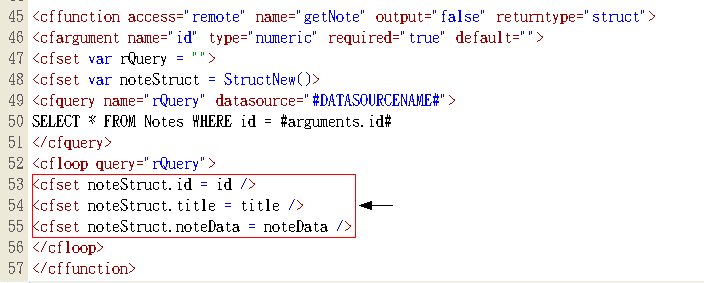 45 <cffunction access="remote" name="getNote" output="false" returntype="struct">
46 <cfargument name="id" type="numeric" required="true" default="">
47 <cfset var rQuery = "">
48 <cfset var noteStruct = StructNew()>
49 <cfquery name="rQuery" datasource="#DATASOURCENAME#">
50 SELECT * FROM Notes WHERE id = #arguments.id#
51 </cfquery>
52 <cfloop query="rQuery">
53 <cfset noteStruct.id = id />
54 <cfset noteStruct.title = title />
55 <cfset noteStruct.noteData = noteData />
56 </cfloop>
57 </cffunction>